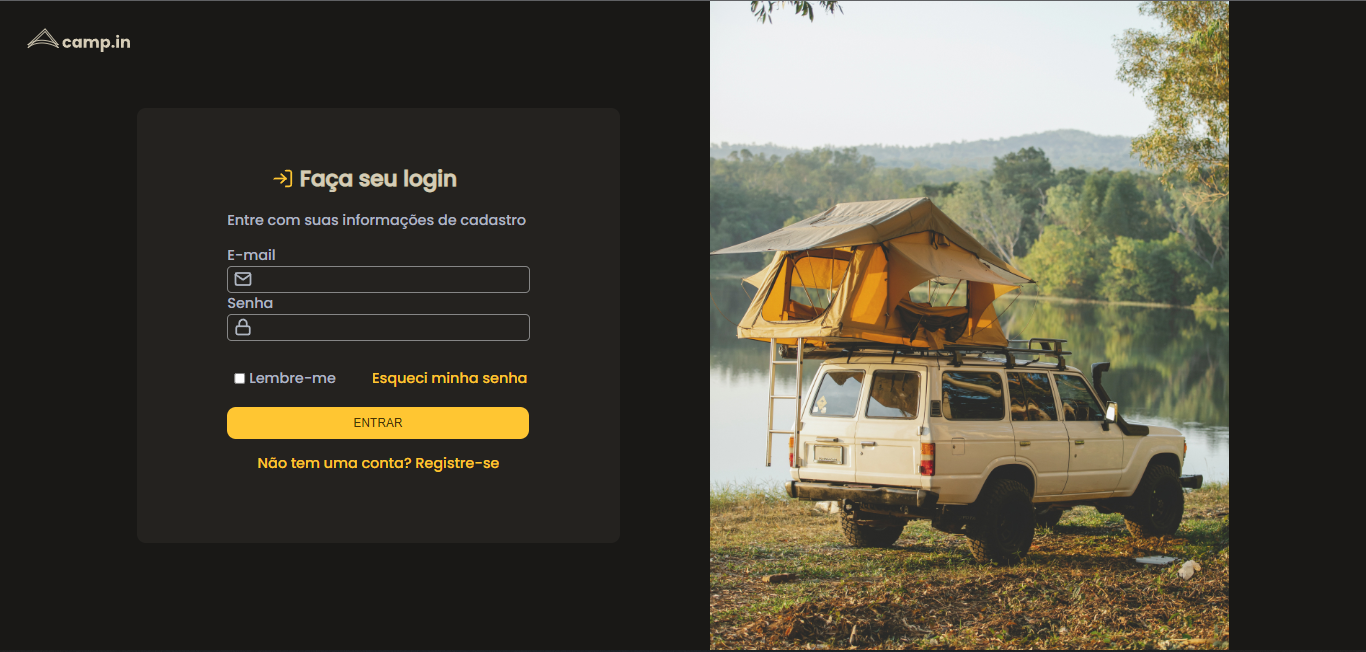 camp.in
Faça seu login
Entre com suas informações de cadastro
E-mail
Senha
Lembre-me Esqueci minha senha
ENTRAR
Não tem uma conta? Registre-se